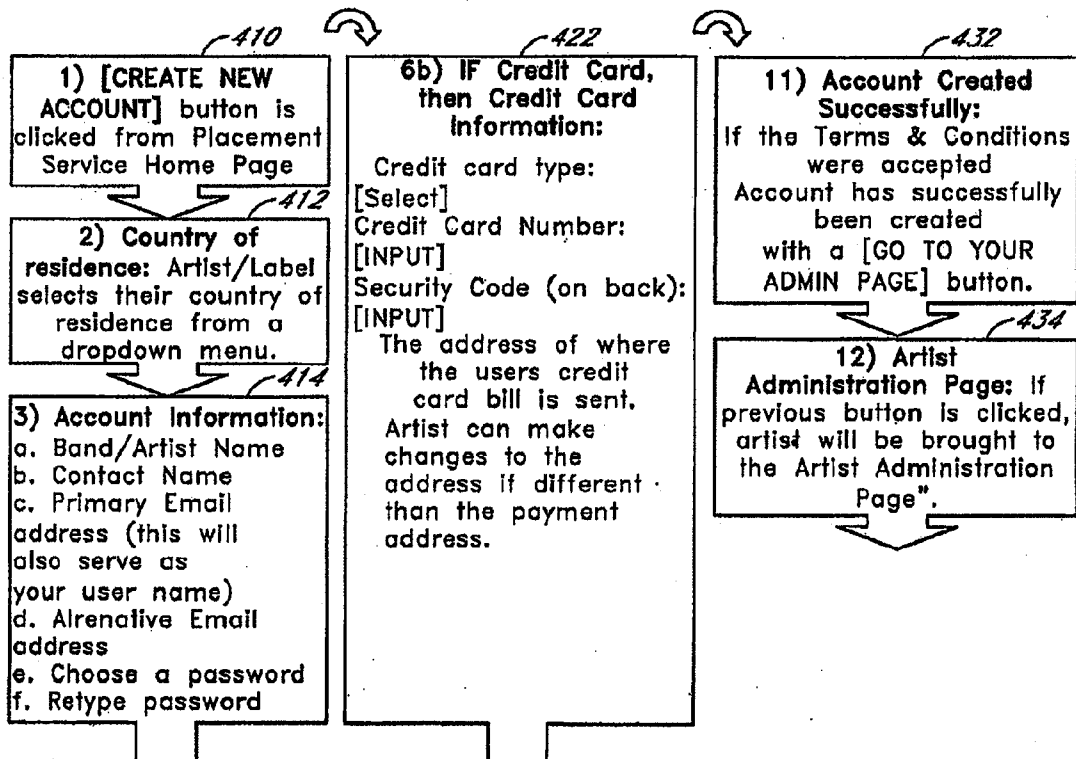 410
1) [CREATE NEW
ACCOUNT] button is
clicked from Placement
Service Home Page
412
2) Country of
residence: Artist/Label
selects their country of
residence from a
dropdown menu.
414
3) Account Information:
a. Band/Artist Name
b. Contact Name
c. Primary Email
address (this will
also serve as
your user name)
d. Alrenative Email
address
e. Choose a password
f. Retype password
422
6b) IF Credit Card,
then Credit Card
Information:
Credit card type:
[Select]
Credit Card Number:
[INPUT]
Security Code (on back):
[INPUT]
The address of where
the users credit
card bill is sent.
Artist can make
changes to the
address if different
than the payment
address.
432
11) Account Created
Successfully:
If the Terms & Conditions
were accepted
Account has successfully
been created
with a [GO TO YOUR
ADMIN PAGE] button.
434
12) Artist
Administration Page: If
previous button is clicked,
artist will be brought to
the Artist Administration
Page".